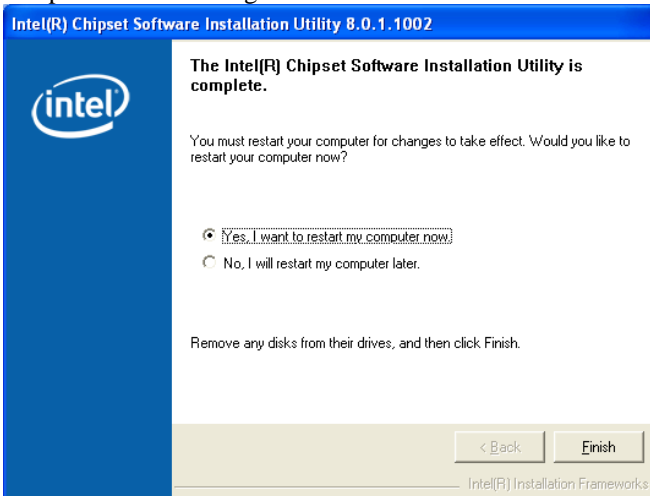 Intel(R) Chipset Software Installation Utility 8.0.1.1002
intel
The Intel(R) Chipset Software Installation Utility is
complete.
You must restart your computer for changes to take effect. Would you like to
restart your computer now?
Yes, I want to restart my computer now.
No, I will restart my computer later.
Remove any disks from their drives, and then click Finish.
< Back
Finish
Intel(R) Installation Frameworks